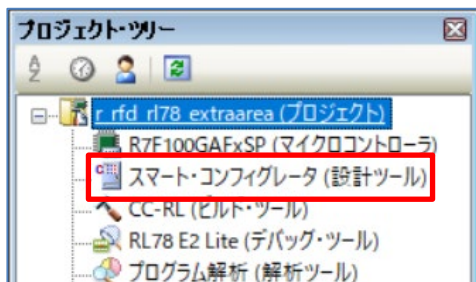 プロジェクト・ツリー
r_rfd_rl78_extraarea (プロジェクト)
R7F100GAFxSP (マイクロコントローラ)
スマート・コンフィグレータ (設計ツール)
CC-RL (ビルド・ツール)
RL78 E2 Lite (デバッグ・ツール)
プログラム解析 (解析ツール)